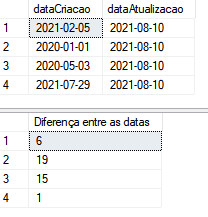 dataCriacao dataAtualizacao
1 2021-02-05 2021-08-10
2 2020-01-01 2021-08-10
3 2020-05-03 2021-08-10
4 2021-07-29 2021-08-10
Diferença entre as datas
1 6
2 19
3 15
4 1